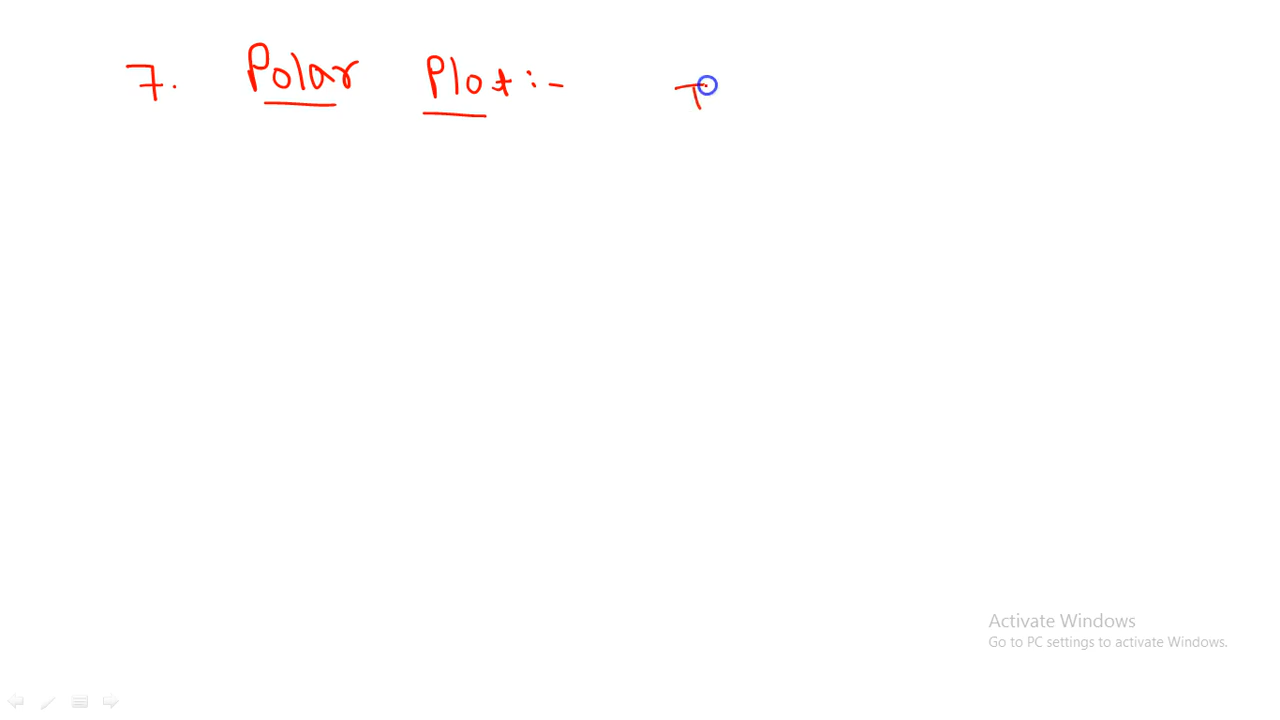 7. Polar Plot :- T
Activate Windows
Go to PC settings to activate Windows.